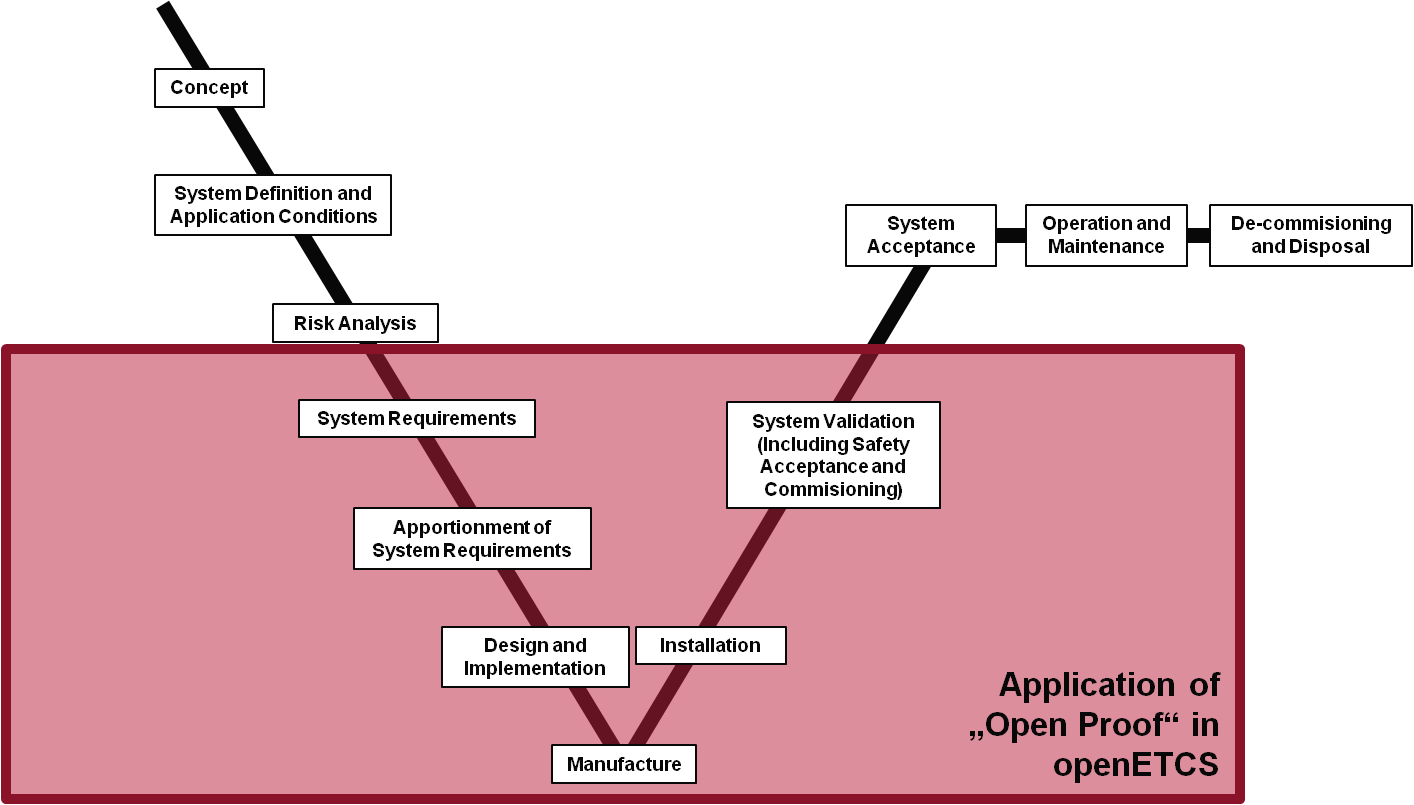 Concept
System Definition and
Application Conditions
Risk Analysis
System Requirements
Apportionment of
System Requirements
Design and
Implementation
Manufacture
Installation
System Validation
(Including Safety
Acceptance and
Commisioning)
System
Acceptance
Operation and
Maintenance
De-commisioning
and Disposal
Application of
„Open Proof“ in
openETCS